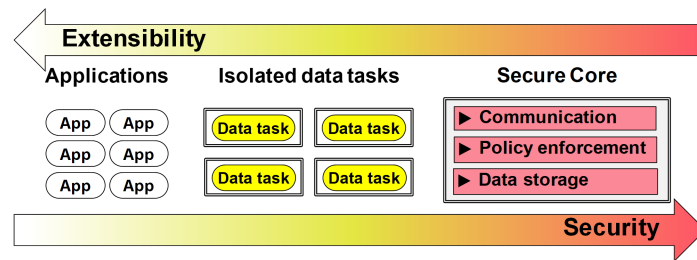 Extensibility
Applications Isolated data tasks Secure Core
App App Data task Data task ► Communication
App App ► Policy enforcement
App App Data task Data task ► Data storage
Security